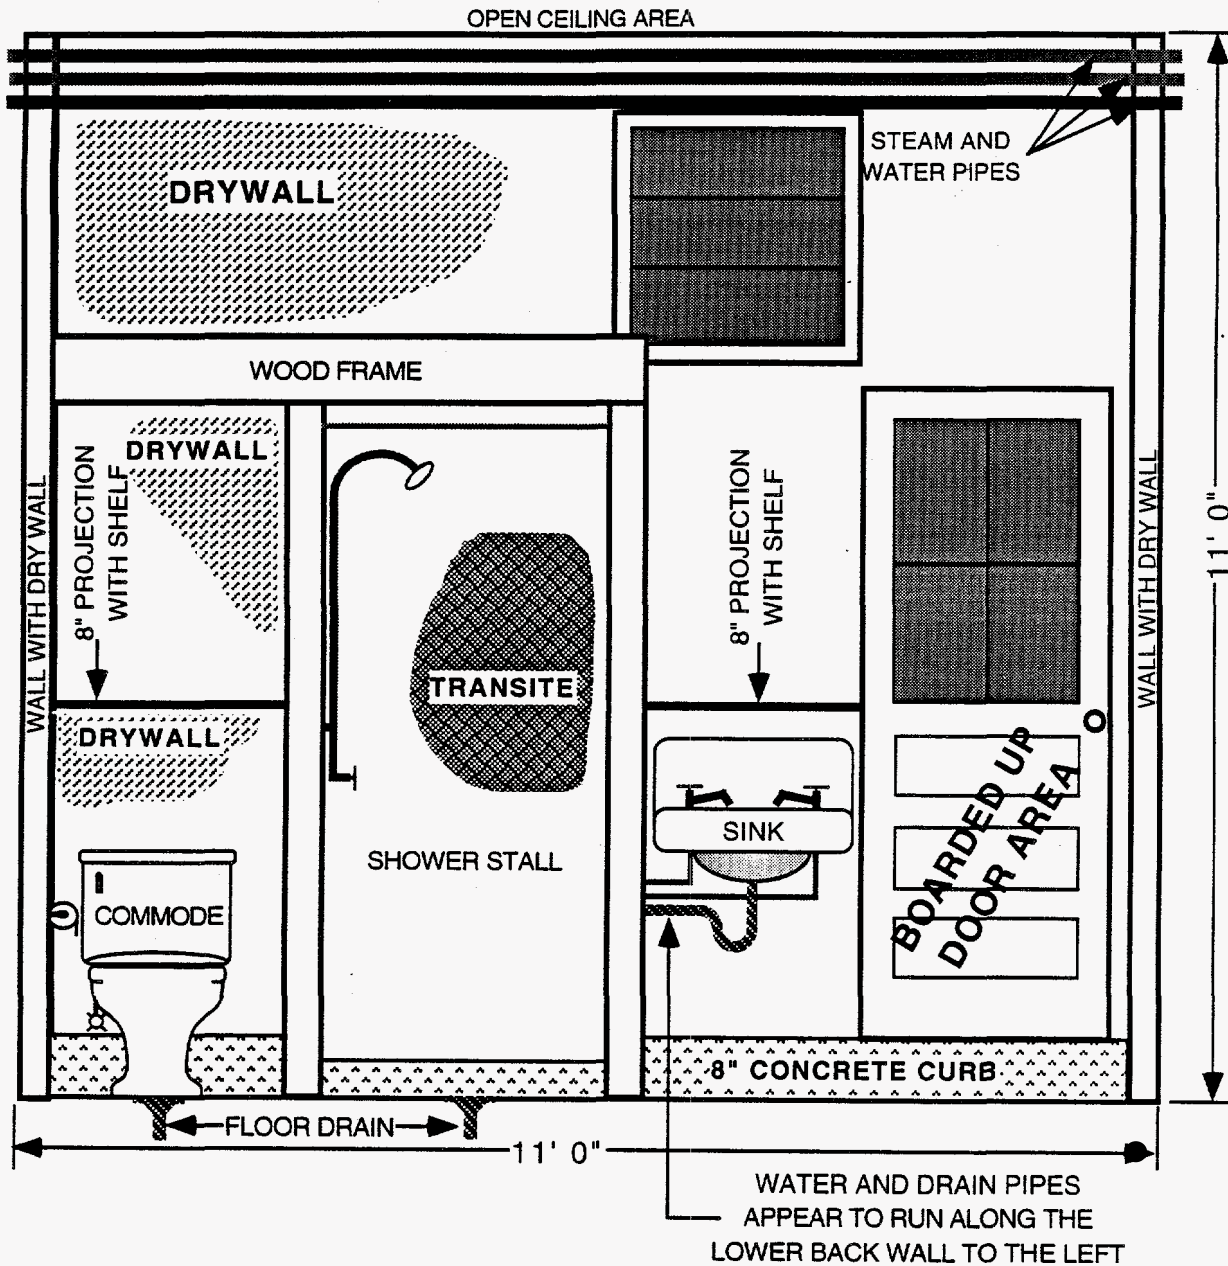 OPEN CEILING AREA
STEAM AND
WATER PIPES
DRYWALL
WOOD FRAME
WALL WITH DRY WALL
8" PROJECTION
WITH SHELF
DRYWALL
8" PROJECTION
WITH SHELF
WALL WITH DRY WALL
11' 0"
TRANSITE
DRYWALL
BOARDED UP
DOOR AREA
SINK
SHOWER STALL
COMMODE
8" CONCRETE CURB
FLOOR DRAIN
11' 0"
WATER AND DRAIN PIPES
APPEAR TO RUN ALONG THE
LOWER BACK WALL TO THE LEFT